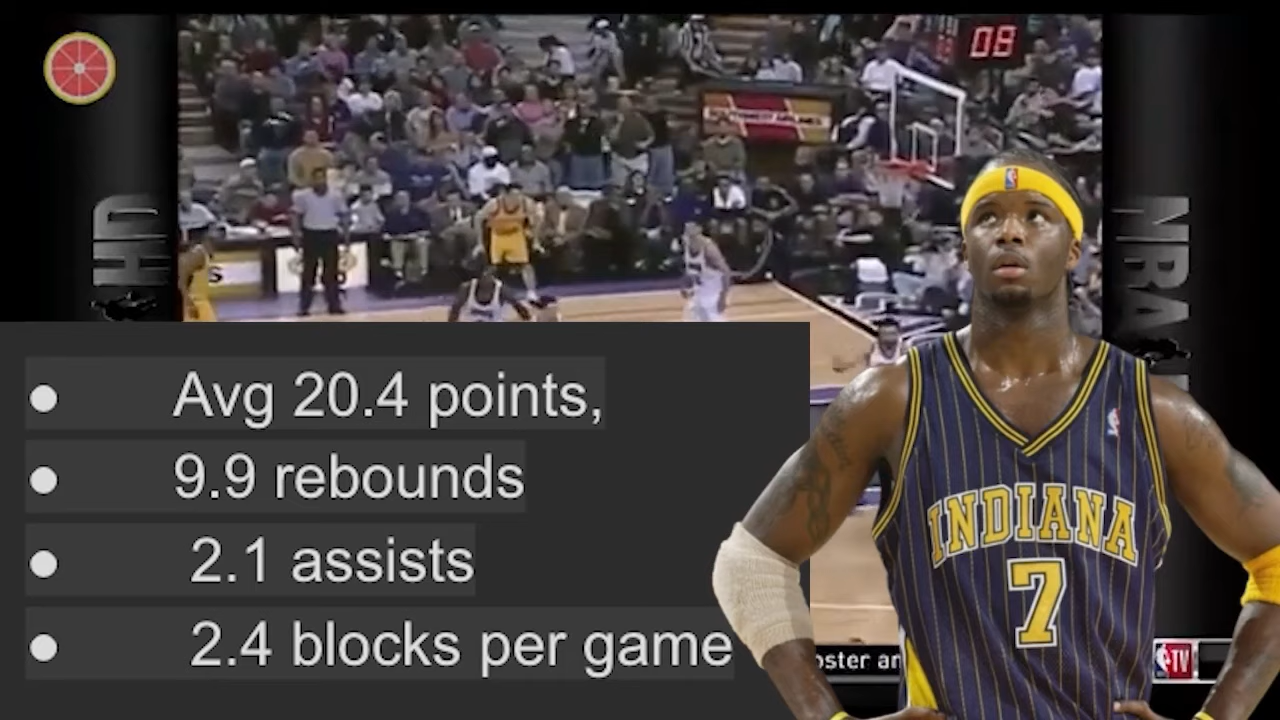 08
HD
NBA
• Avg 20.4 points,
• 9.9 rebounds
• 2.1 assists
• 2.4 blocks per game
INDIANA
7
TV